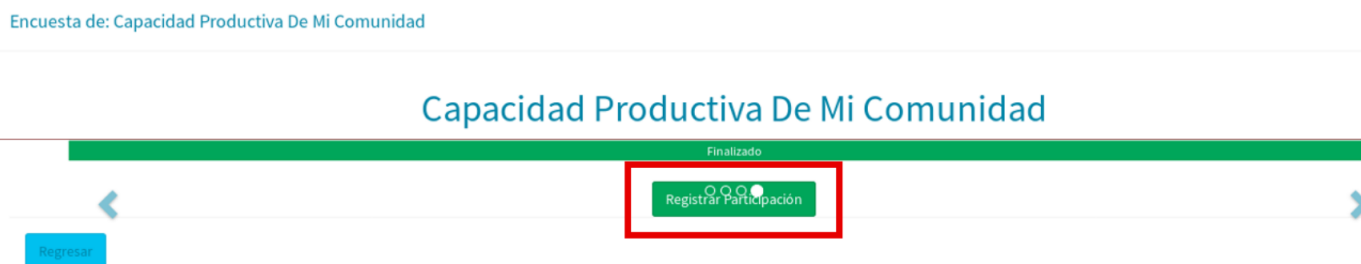 Encuesta de: Capacidad Productiva De Mi Comunidad
Capacidad Productiva De Mi Comunidad
Finalizado
Registrar Participación
Regresar